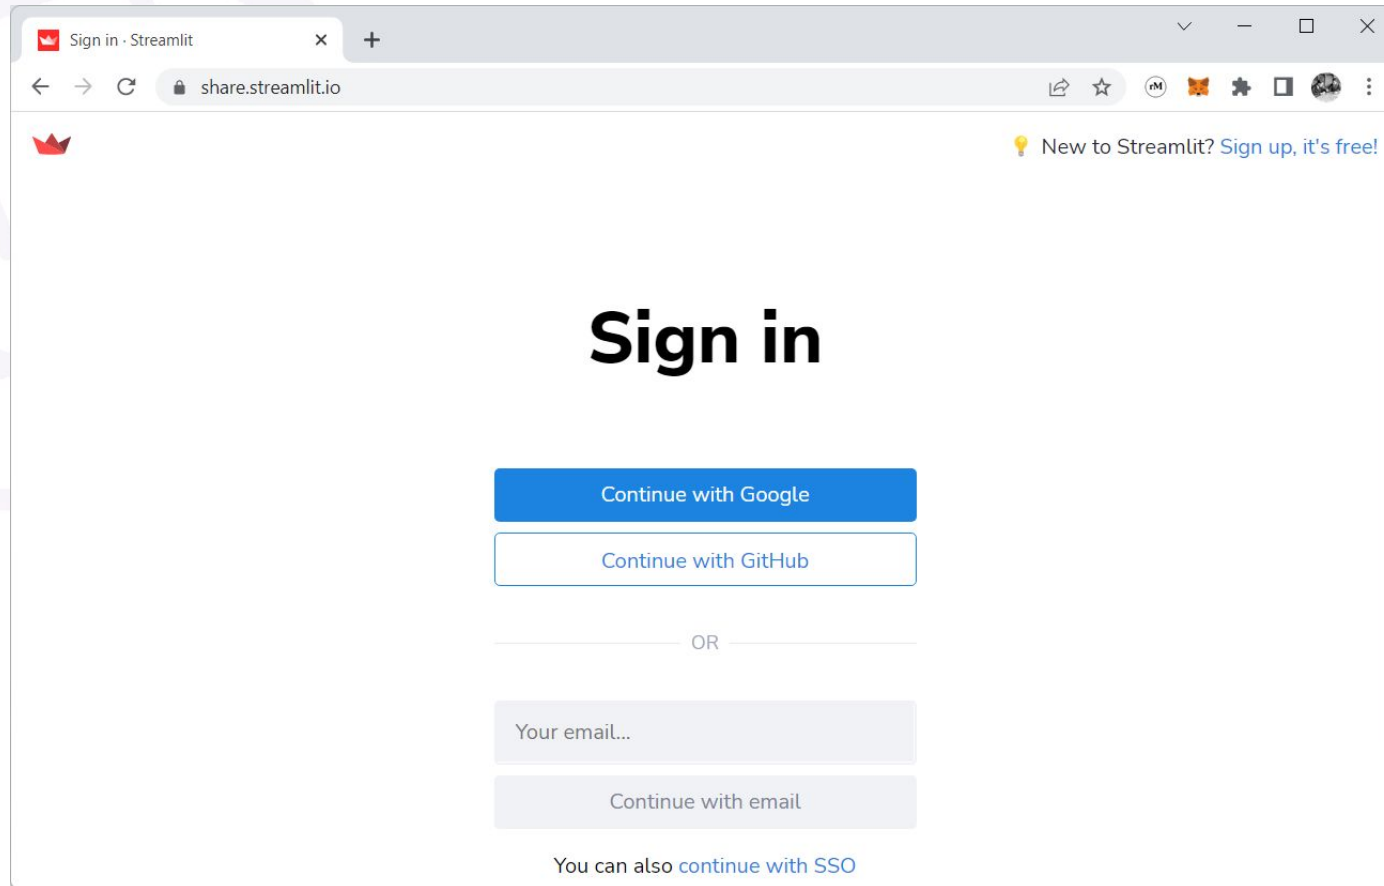 Sign in · Streamlit
share.streamlit.io
rM
💡 New to Streamlit? Sign up, it's free!
Sign in
Continue with Google
Continue with GitHub
OR
Your email...
Continue with email
You can also continue with SSO